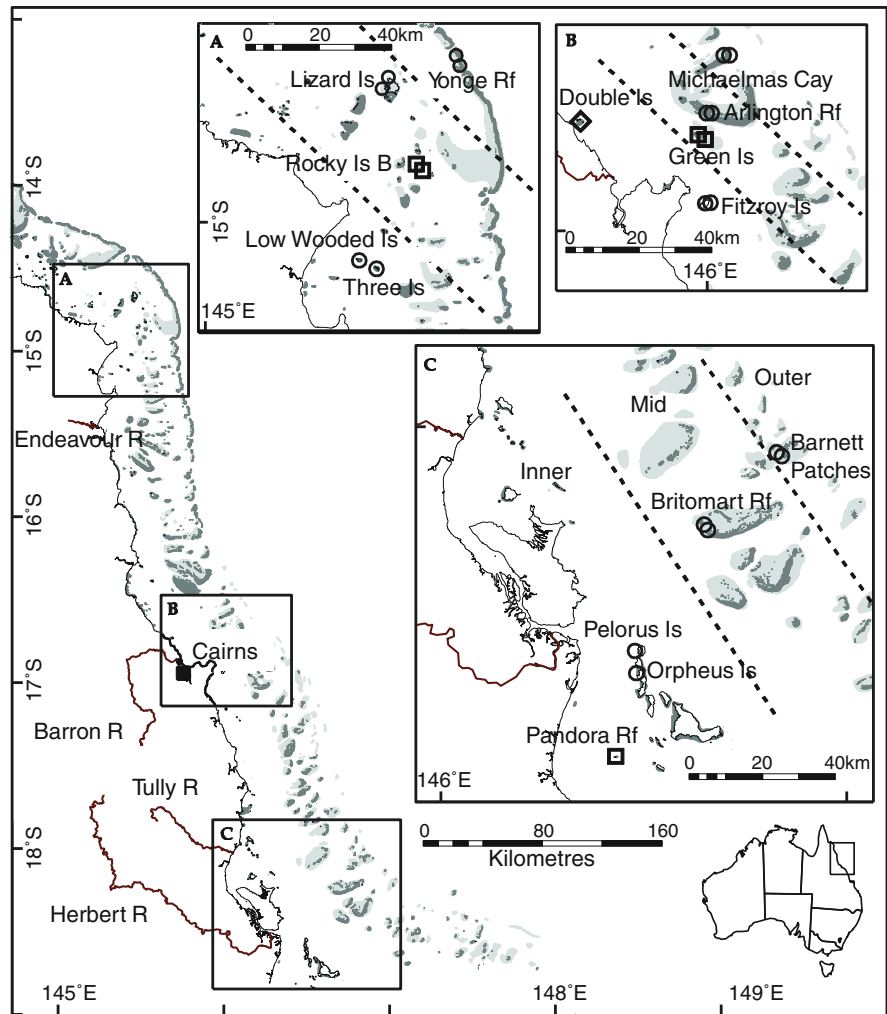 A
0 20 40km
Lizard Is
Yonge Rf
Rocky Is B
15°S
Low Wooded Is
Three Is
145°E
B
Michaelmas Cay
Double Is
Arlington Rf
Green Is
Fitzroy Is
0 20 40km
146°E
14°S
A
15°S
Endeavour R
16°S
B
Cairns
17°S
Barron R
Tully R
18°S
C
Herbert R
145°E
148°E
149°E
C
Outer
Mid
Barnett
Patches
Inner
Britomart Rf
Pelorus Is
Orpheus Is
Pandora Rf
0 20 40km
146°E
0 80 160
Kilometres